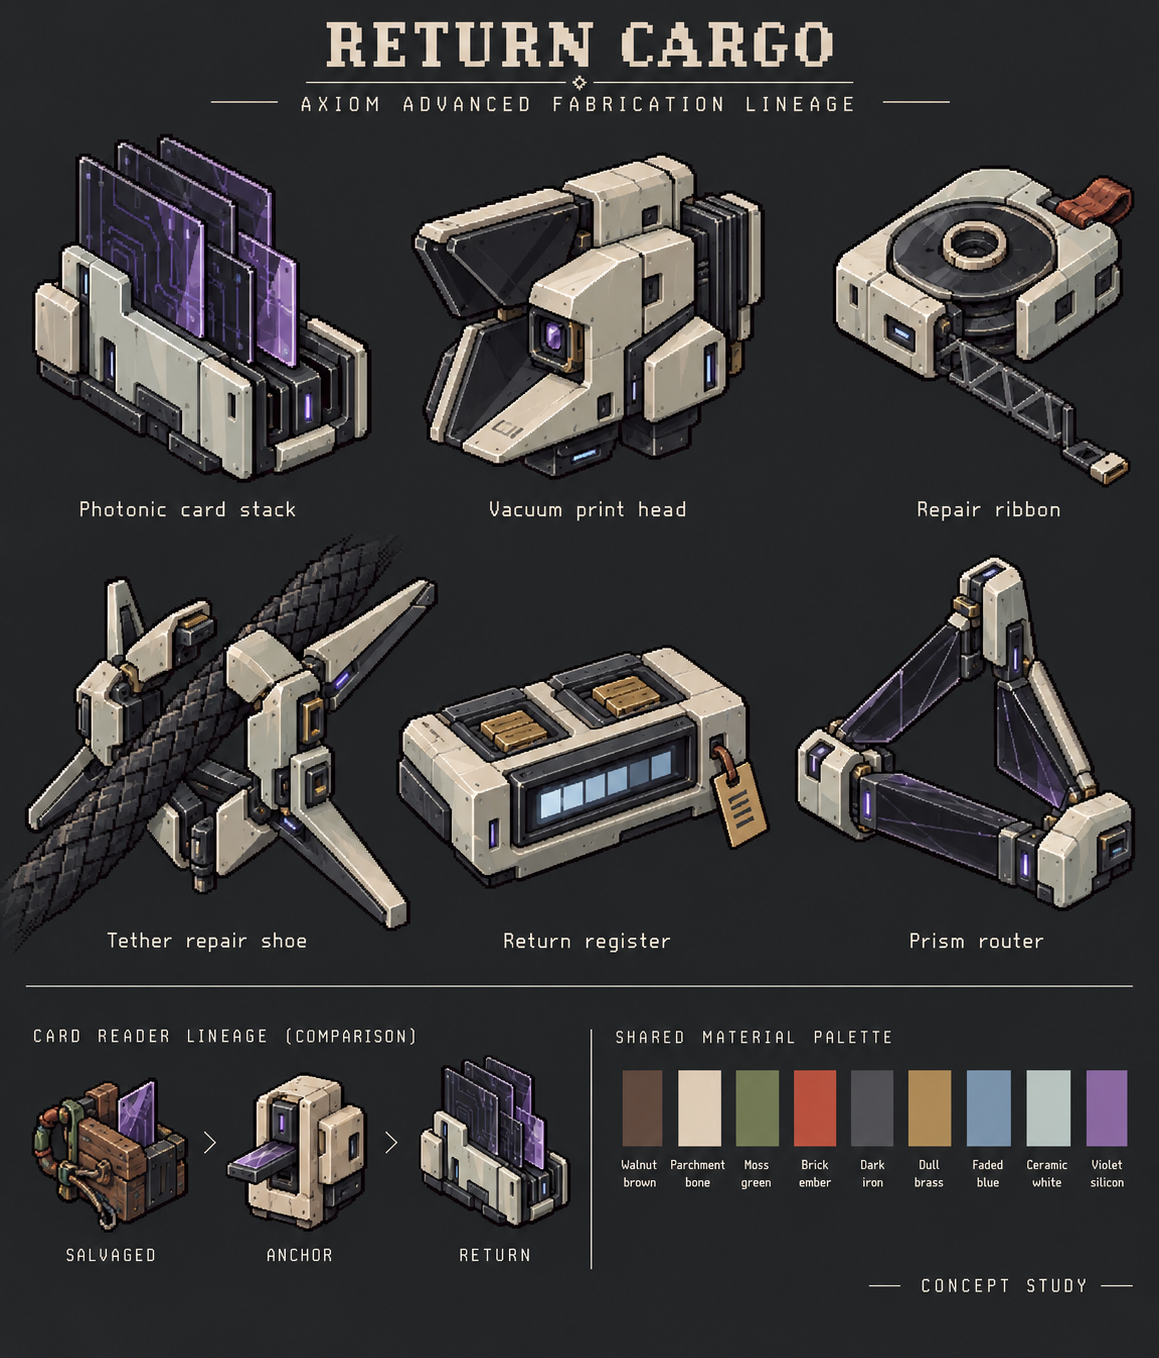 RETURN CARGO
AXIOM ADVANCED FABRICATION LINEAGE
Photonic card stack
Vacuum print head
Repair ribbon
Tether repair shoe
Return register
Prism router
CARD READER LINEAGE (COMPARISON)
SALVAGED
ANCHOR
RETURN
SHARED MATERIAL PALETTE
Walnut brown
Parchment bone
Moss green
Brick ember
Dark iron
Dull brass
Faded blue
Ceramic white
Violet silicon
CONCEPT STUDY